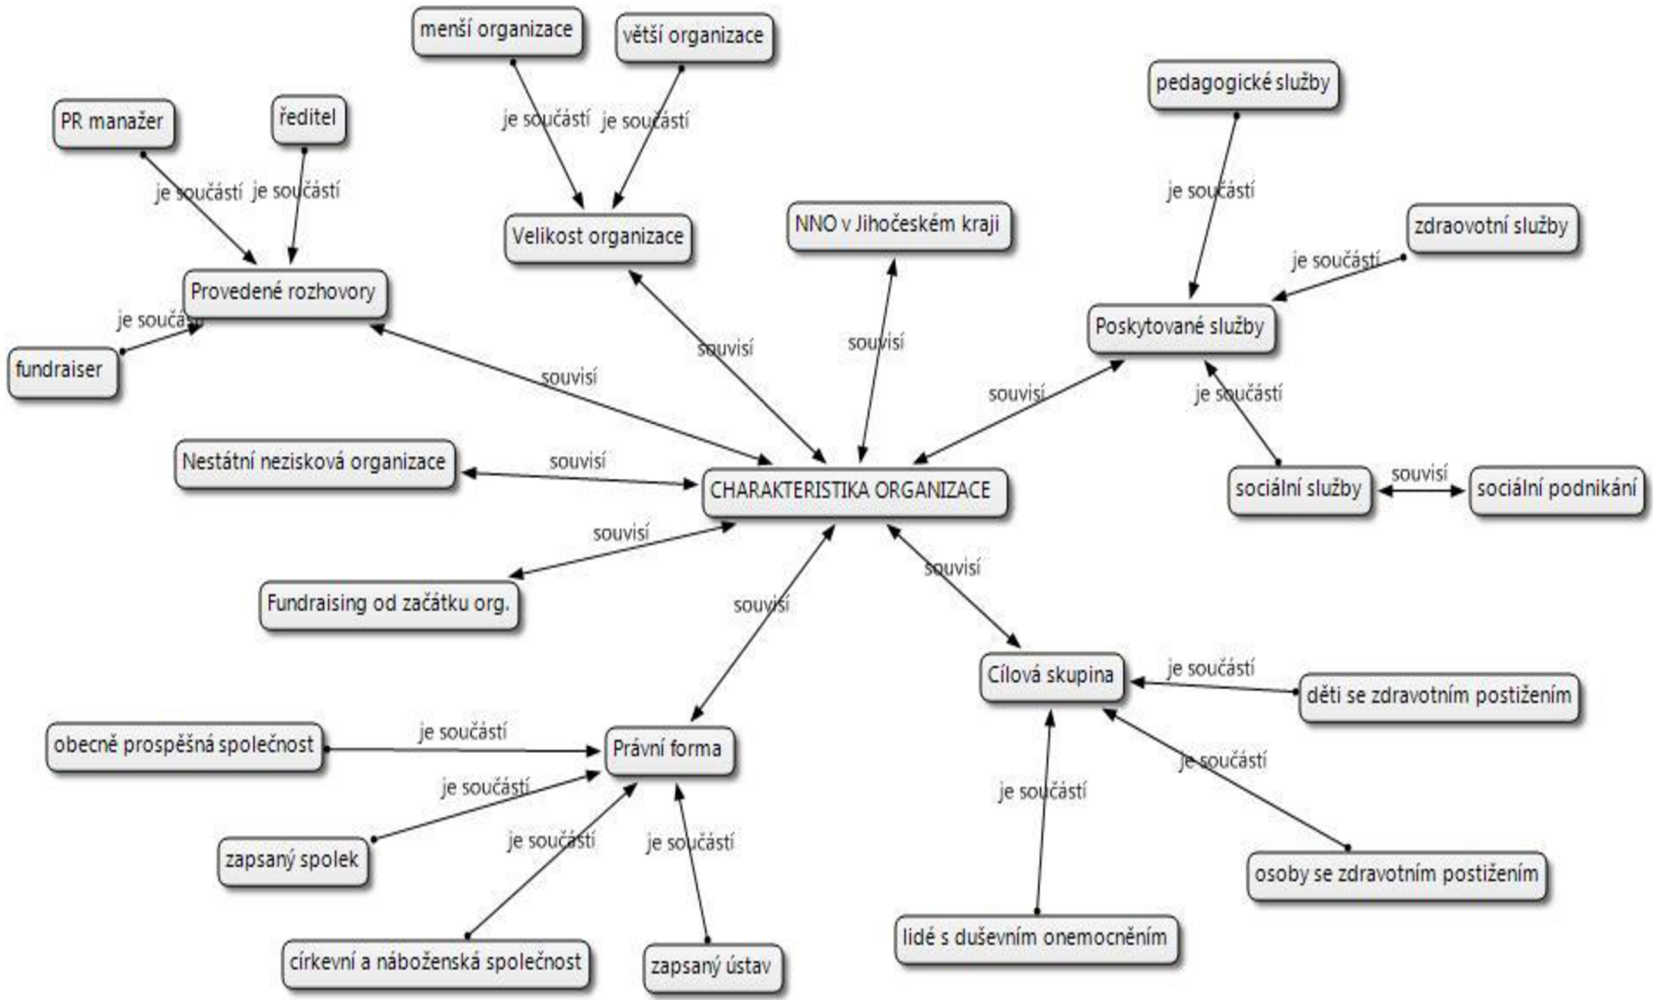 menší organizace
větší organizace
pedagogické služby
PR manažer
ředitel
je součástí
je součástí
je součástí
je součástí
je součástí
NNO v Jihočeském kraji
zdraovotní služby
Velikost organizace
je součástí
Provedené rozhovory
je součástí
Poskytované služby
fundraiser
souvisí
souvisí
souvisí
souvisí
je součástí
Nestátní nezisková organizace
souvisí
CHARAKTERISTIKA ORGANIZACE
sociální služby
souvisí
sociální podnikání
souvisí
souvisí
Fundraising od začátku org.
souvisí
Cílová skupina
je součástí
děti se zdravotním postižením
obecně prospěšná společnost
je součástí
Právní forma
je součástí
je součástí
je součástí
zapsaný spolek
je součástí
je součástí
osoby se zdravotním postižením
církevní a náboženská společnost
zapsaný ústav
lidé s duševním onemocněním